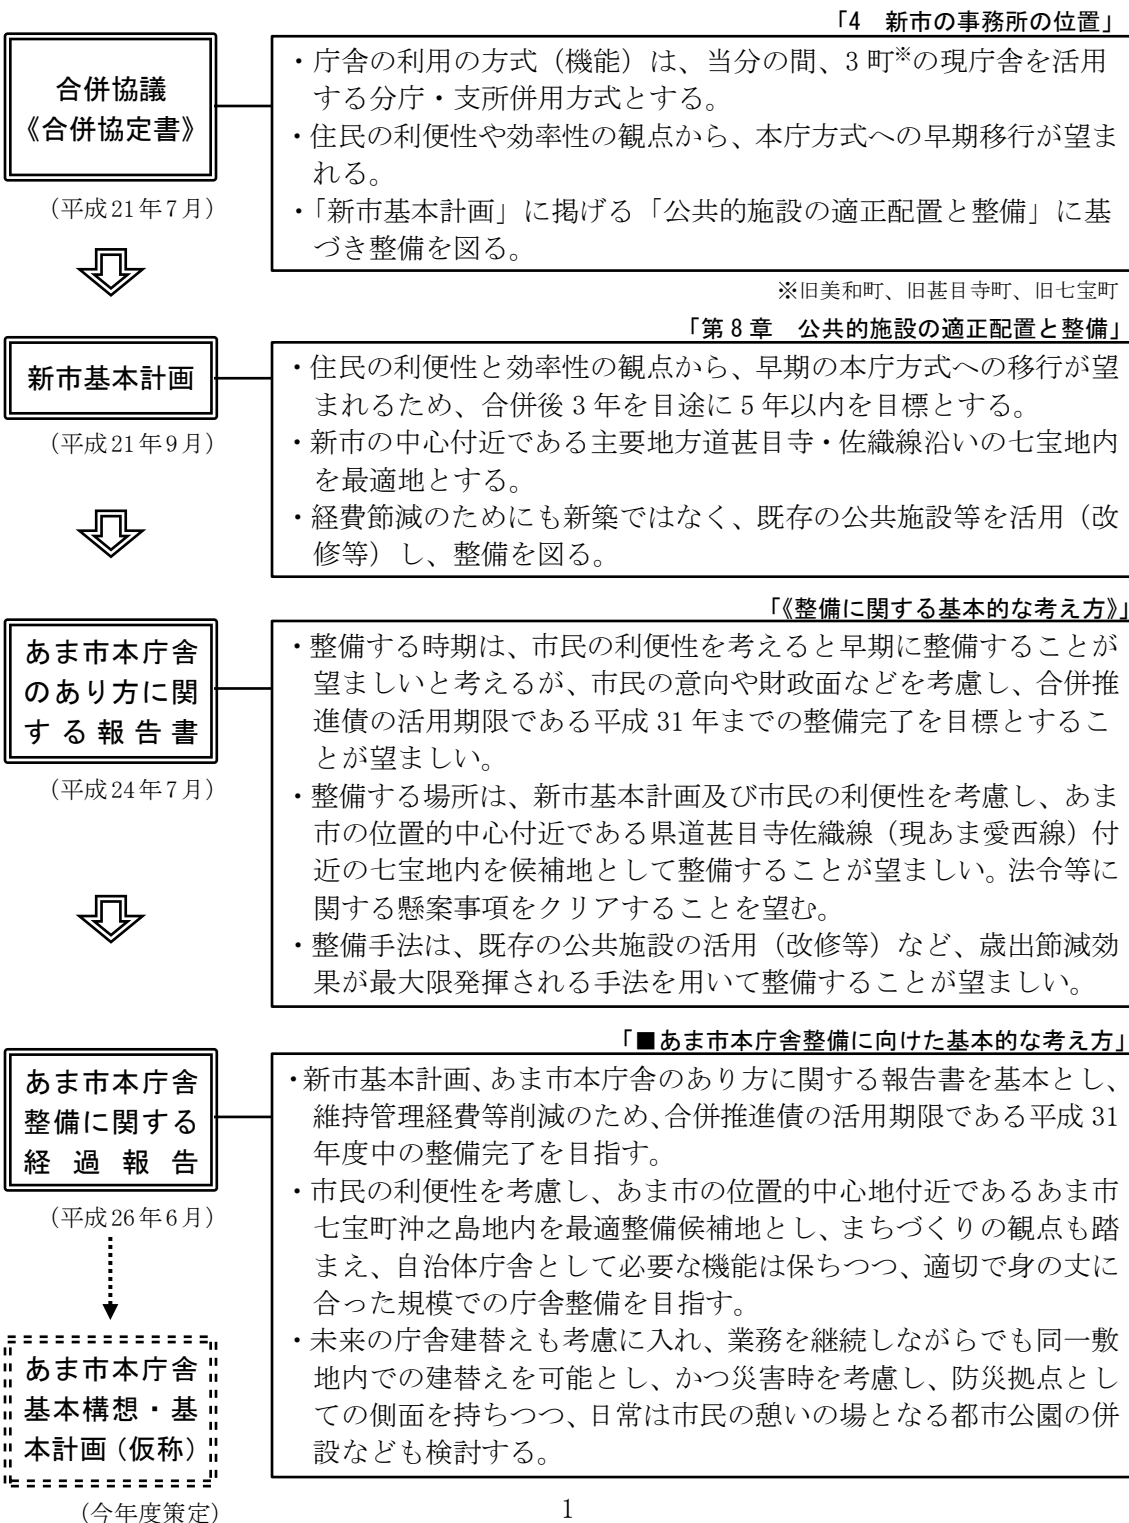 「4　新市の事務所の位置」
合併協議
《合併協定書》
(平成21年7月)
・庁舎の利用の方式（機能）は、当分の間、3町※の現庁舎を活用
する分庁・支所併用方式とする。
・住民の利便性や効率性の観点から、本庁方式への早期移行が望ま
れる。
・「新市基本計画」に掲げる「公共的施設の適正配置と整備」に基
づき整備を図る。
※旧美和町、旧甚目寺町、旧七宝町
「第8章　公共的施設の適正配置と整備」
新市基本計画
(平成21年9月)
・住民の利便性と効率性の観点から、早期の本庁方式への移行が望
まれるため、合併後3年を目途に5年以内を目標とする。
・新市の中心付近である主要地方道甚目寺・佐織線沿いの七宝地内
を最適地とする。
・経費節減のためにも新築ではなく、既存の公共施設等を活用（改
修等）し、整備を図る。
「《整備に関する基本的な考え方》」
あま市本庁舎
のあり方に関
する報告書
(平成24年7月)
・整備する時期は、市民の利便性を考えると早期に整備することが
望ましいと考えるが、市民の意向や財政面などを考慮し、合併推
進債の活用期限である平成31年までの整備完了を目標とするこ
とが望ましい。
・整備する場所は、新市基本計画及び市民の利便性を考慮し、あま
市の位置的中心付近である県道甚目寺佐織線（現あま愛西線）付
近の七宝地内を候補地として整備することが望ましい。法令等に
関する懸案事項をクリアすることを望む。
・整備手法は、既存の公共施設の活用（改修等）など、歳出節減効
果が最大限発揮される手法を用いて整備することが望ましい。
「■あま市本庁舎整備に向けた基本的な考え方」
あま市本庁舎
整備に関する
経過報告
(平成26年6月)
・新市基本計画、あま市本庁舎のあり方に関する報告書を基本とし、
維持管理経費等削減のため、合併推進債の活用期限である平成31
年度中の整備完了を目指す。
・市民の利便性を考慮し、あま市の位置的中心地付近であるあま市
七宝町沖之島地内を最適整備候補地とし、まちづくりの観点も踏
まえ、自治体庁舎として必要な機能は保ちつつ、適切で身の丈に
合った規模での庁舎整備を目指す。
・未来の庁舎建替えも考慮に入れ、業務を継続しながらでも同一敷
地内での建替えを可能とし、かつ災害時を考慮し、防災拠点とし
ての側面を持ちつつ、日常は市民の憩いの場となる都市公園の併
設なども検討する。
あま市本庁舎
基本構想・基
本計画（仮称）
(今年度策定)
1